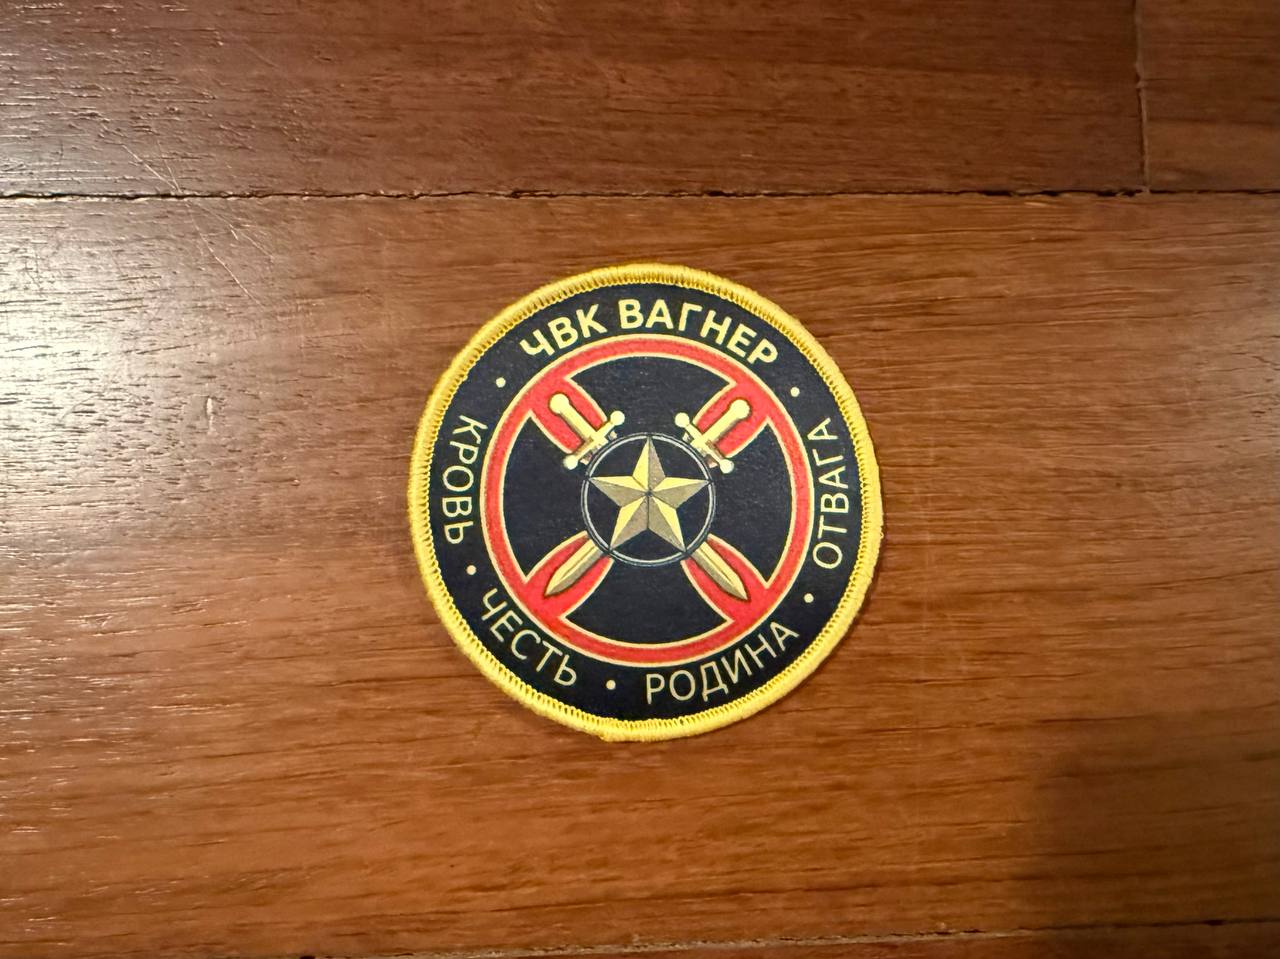 ЧВК ВАГНЕР
КРОВЬ • ЧЕСТЬ • РОДИНА • ОТВАГА